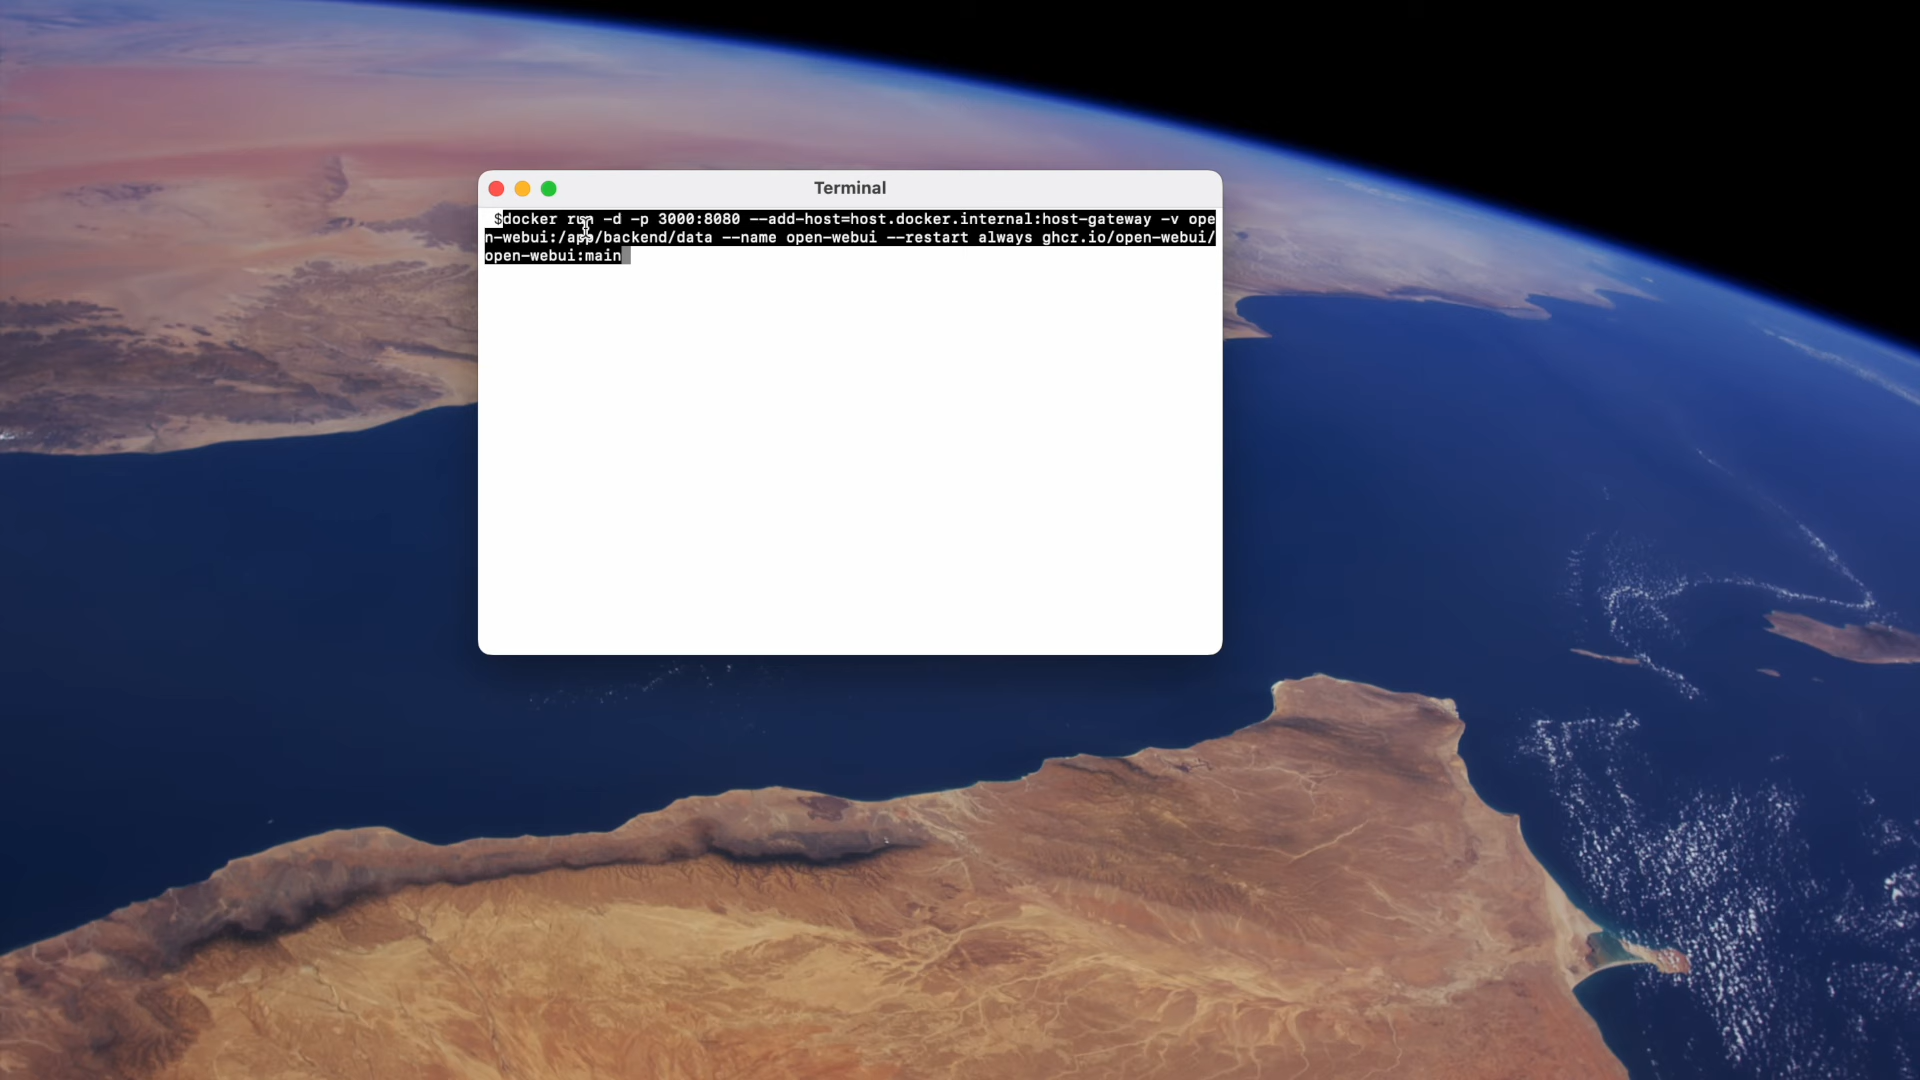 Terminal
$docker run -d -p 3000:8080 --add-host=host.docker.internal:host-gateway -v ope
n-webui:/app/backend/data --name open-webui --restart always ghcr.io/open-webui/
open-webui:main